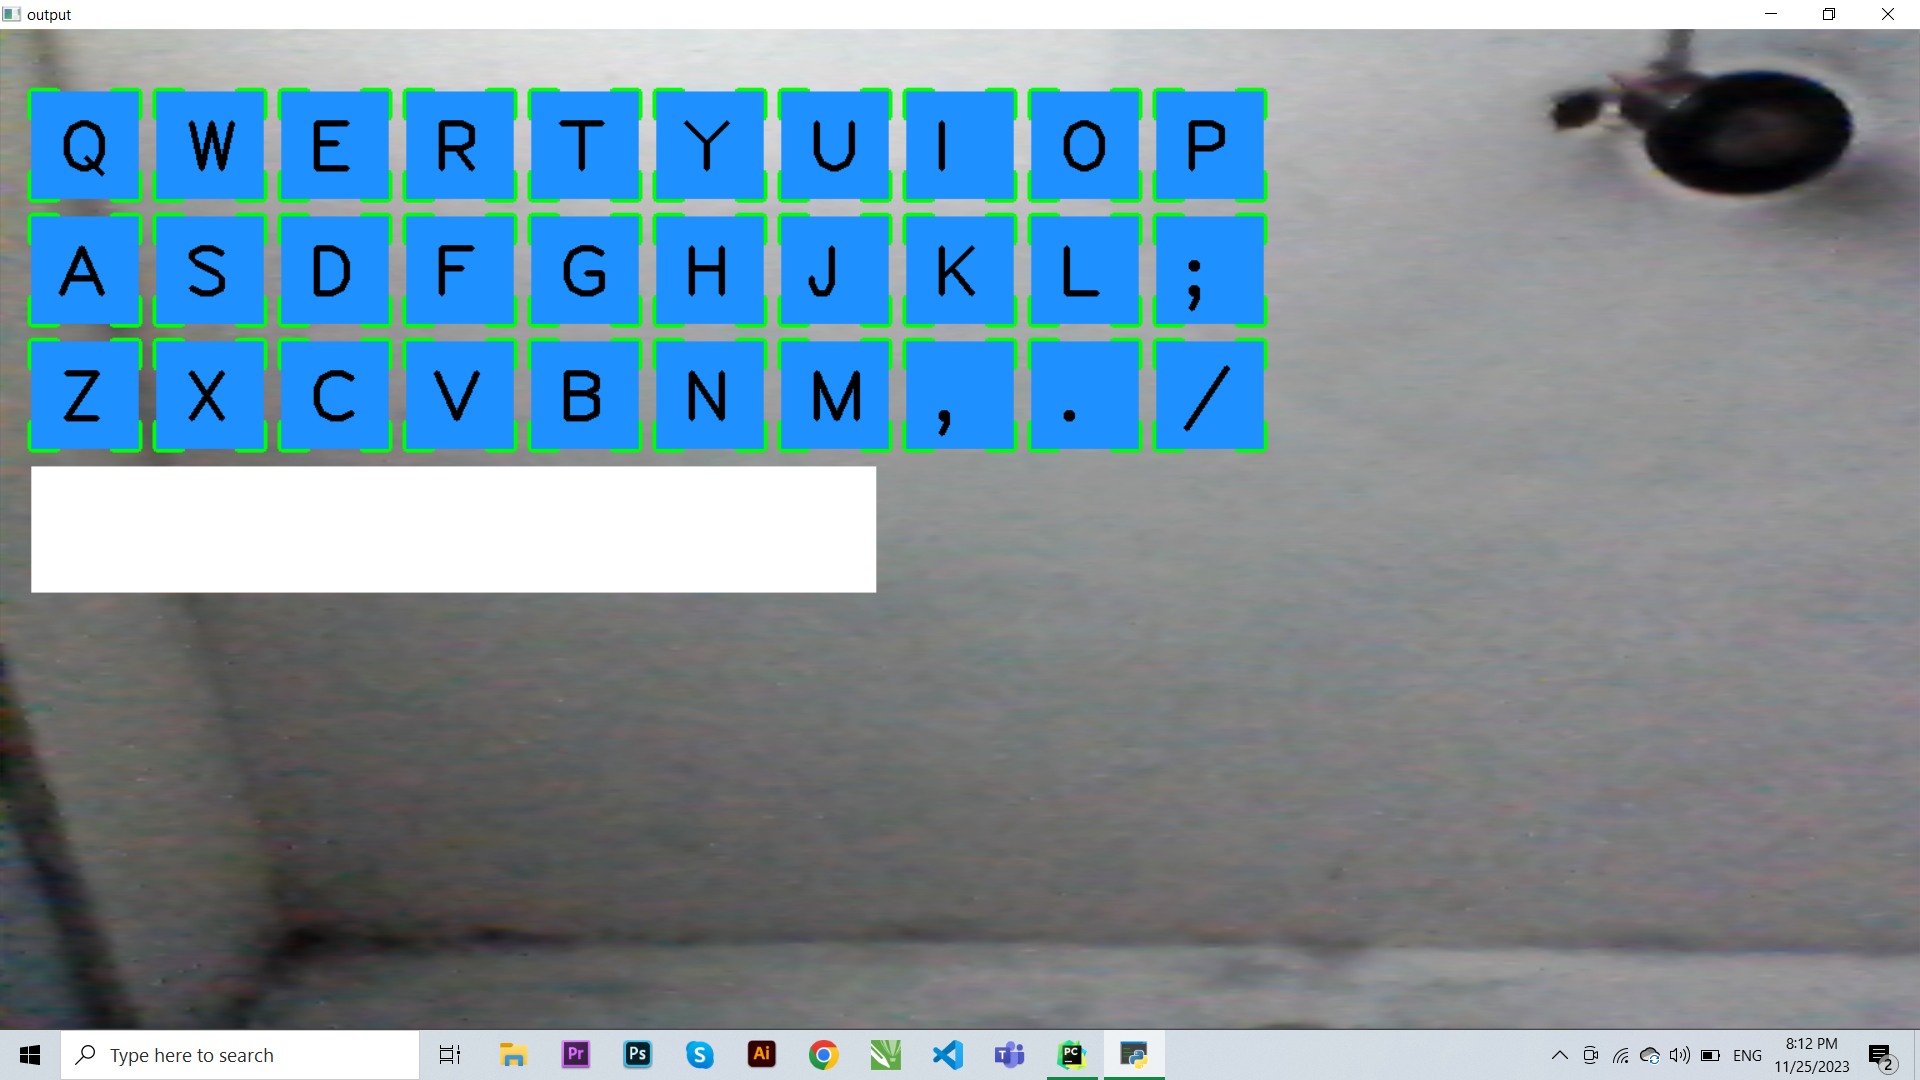 output
Q W E R T Y U I O P
A S D F G H J K L ;
Z X C V B N M , . /
Type here to search
Pr
Ps
S
Ai
T
PC
ENG
8:12 PM
11/25/2023
2